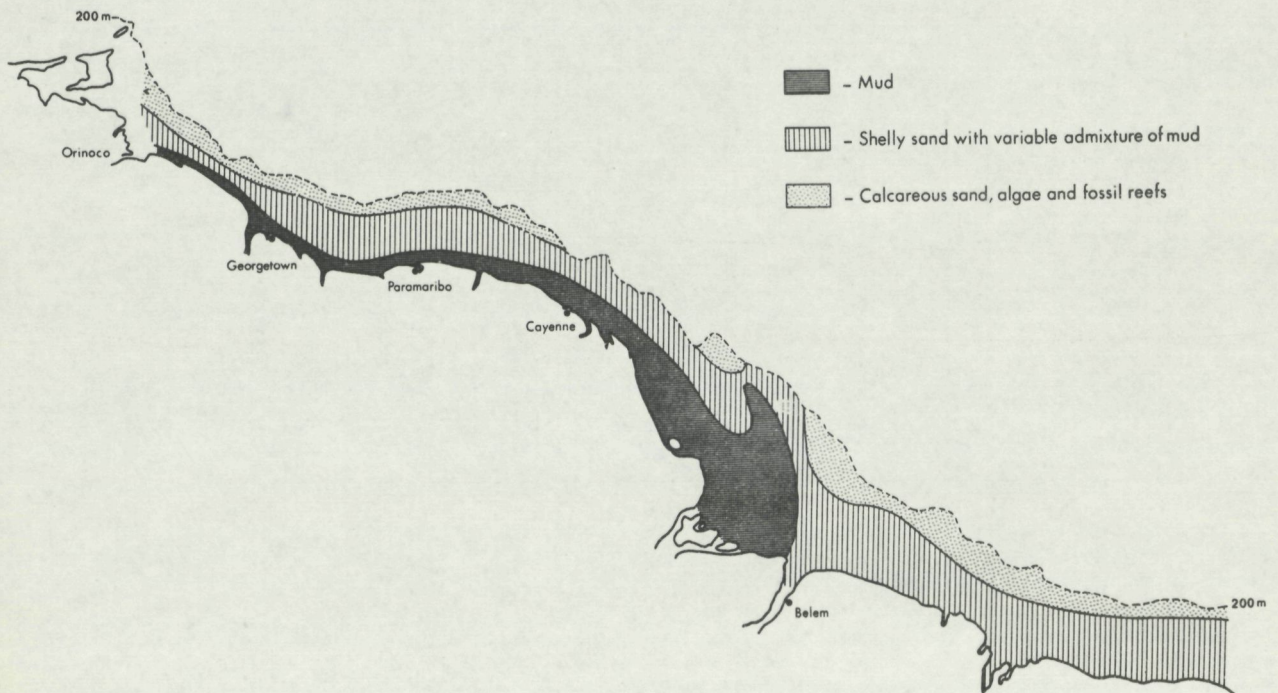 200 m
- Mud
- Shelly sand with variable admixture of mud
Orinoco
- Calcareous sand, algae and fossil reefs
Georgetown
Paramaribo
Cayenne
200 m
Belem